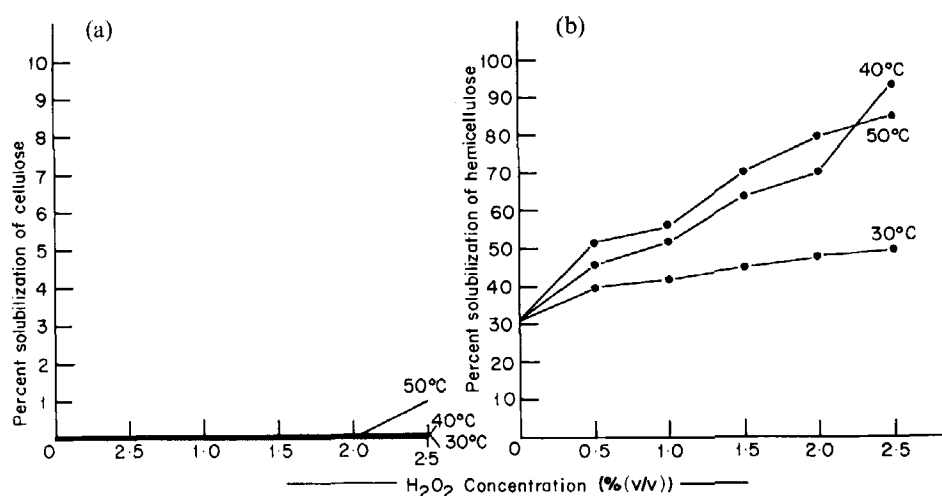 (a)
Percent solubilization of cellulose
10
9
8
7
6
5
4
3
2
1
50°C
40°C
30°C
0 2·5 1·0 1·5 2·0 2·5
(b)
Percent solubilization of hemicellulose
100
90
80
70
60
50
40
30
20
10
40°C
50°C
30°C
0 0·5 1·0 1·5 2·0 2·5
H2O2 Concentration (%(v/v))